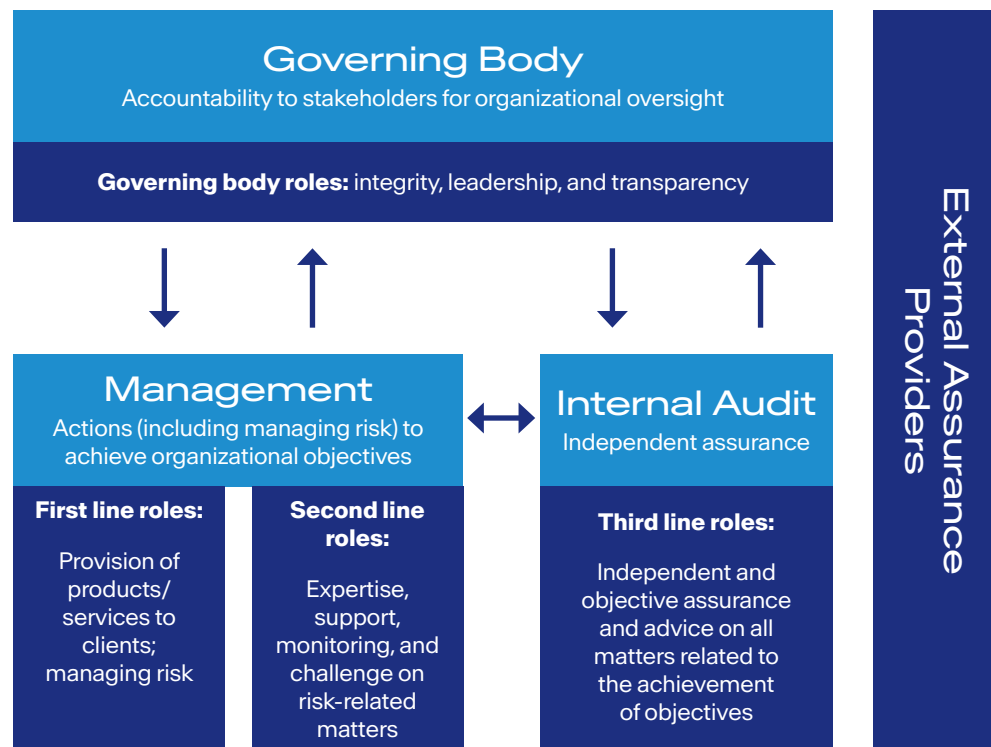 Governing Body
Accountability to stakeholders for organizational oversight
Governing body roles: integrity, leadership, and transparency
Management
Actions (including managing risk) to
achieve organizational objectives
First line roles:
Provision of
products/
services to
clients;
managing risk
Second line
roles:
Expertise,
support,
monitoring, and
challenge on
risk-related
matters
Internal Audit
Independent assurance
Third line roles:
Independent and
objective assurance
and advice on all
matters related to
the achievement
of objectives
External Assurance
Providers